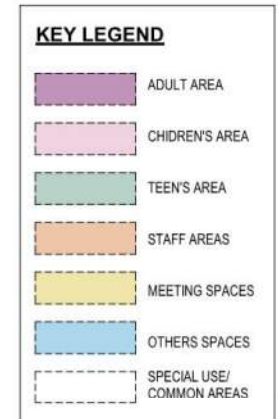 KEY LEGEND
ADULT AREA
CHIDREN'S AREA
TEEN'S AREA
STAFF AREAS
MEETING SPACES
OTHERS SPACES
SPECIAL USE/
COMMON AREAS